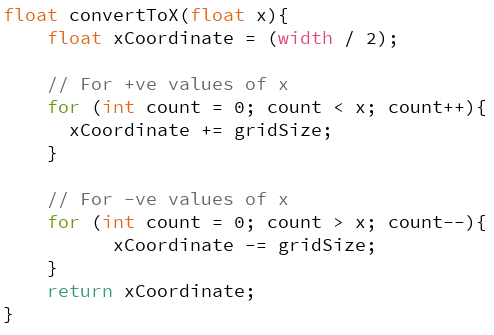 float convertToX(float x){
    float xCoordinate = (width / 2);

    // For +ve values of x
    for (int count = 0; count < x; count++){
      xCoordinate += gridSize;
    }

    // For -ve values of x
    for (int count = 0; count > x; count--){
          xCoordinate -= gridSize;
    }
    return xCoordinate;
}